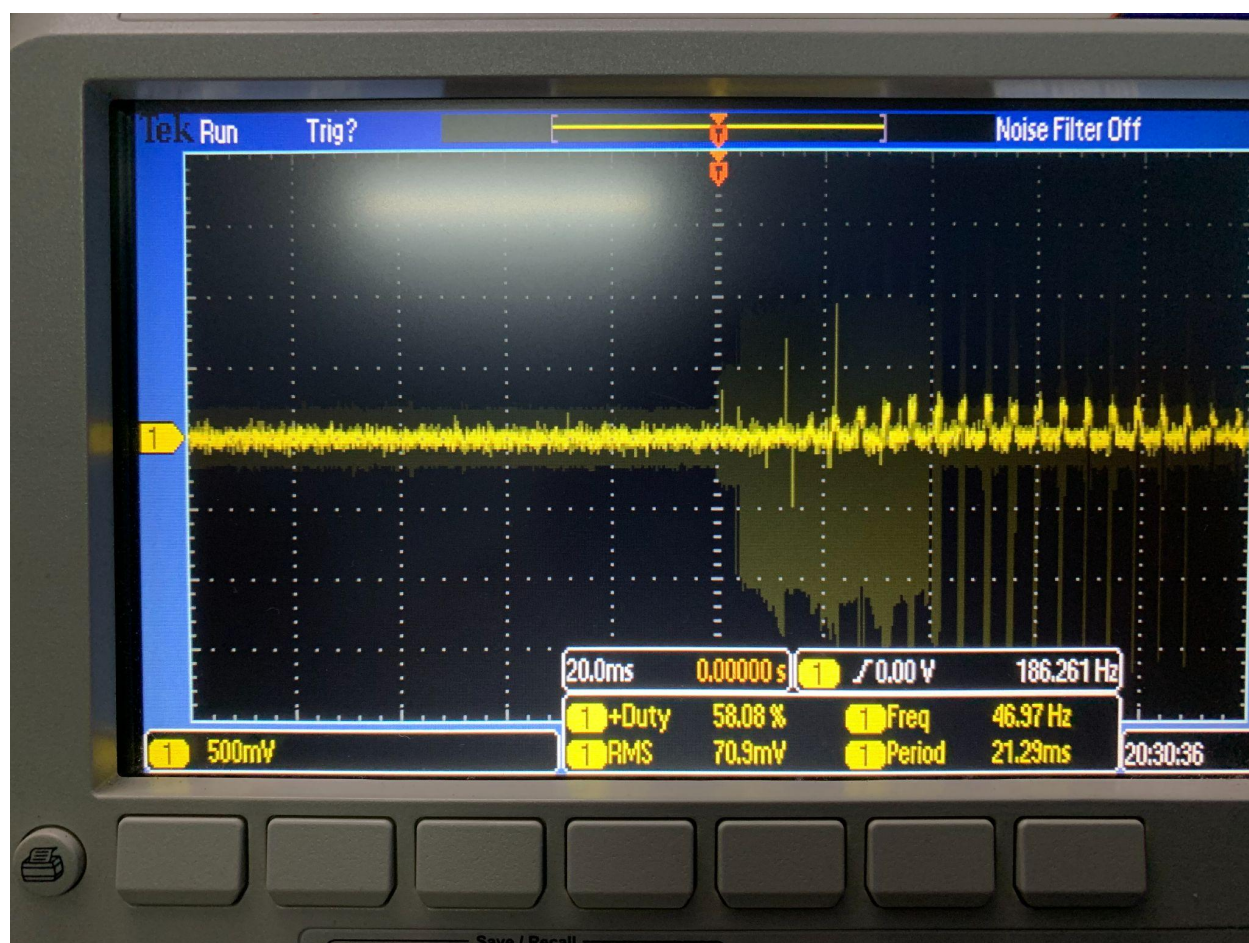 Tek Run Trig? Noise Filter Off
T
T
1
20.0ms 0.00000 s 1 0.00 V 186.261 Hz
1 +Duty 58.08 % 1 Freq 46.97 Hz
1 500mV 1 RMS 70.9mV 1 Period 21.29ms 20:30:36
Save / Recall